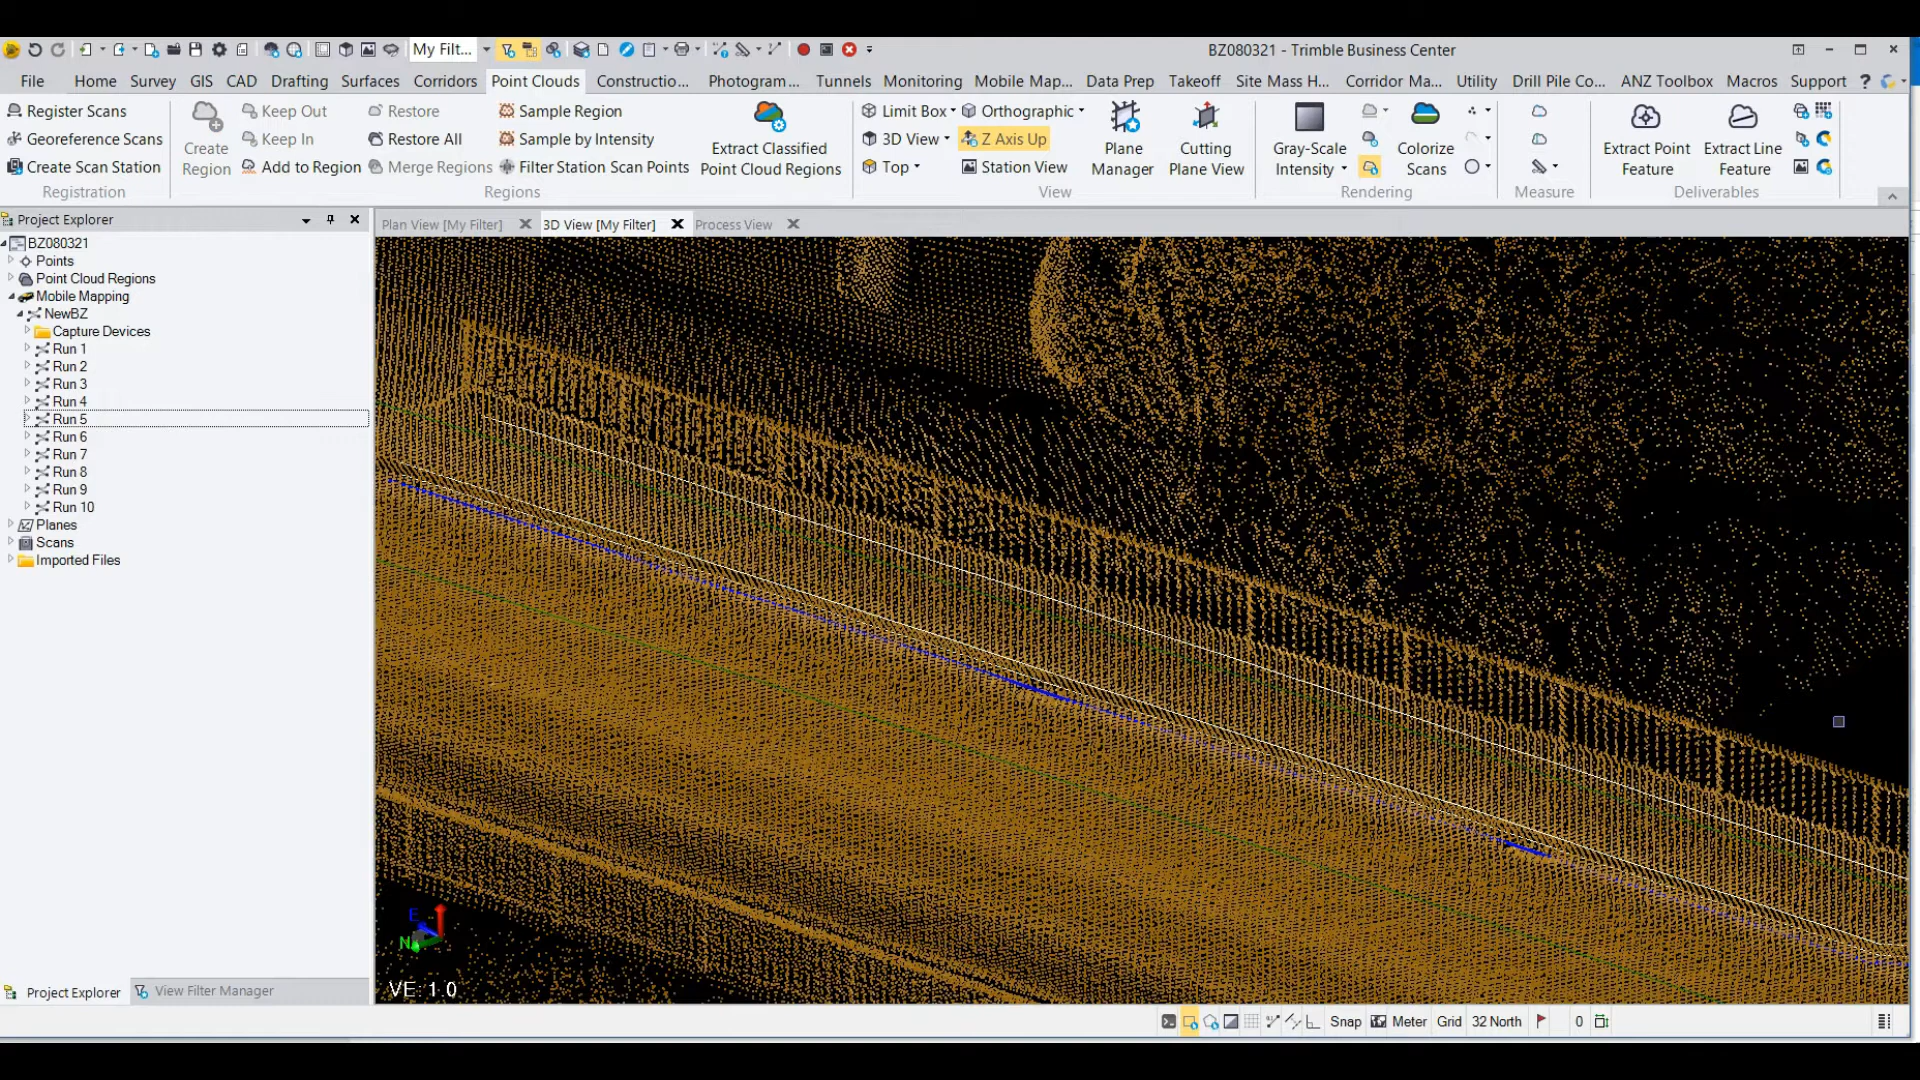 My Filt...
BZ080321 - Trimble Business Center
File Home Survey GIS CAD Drafting Surfaces Corridors Point Clouds Constructio... Photogram... Tunnels Monitoring Mobile Map... Data Prep Takeoff Site Mass H... Corridor Ma... Utility Drill Pile Co... ANZ Toolbox Macros Support ?
Register Scans
Georeference Scans
Create Scan Station
Registration
Create Region
Keep Out
Keep In
Add to Region
Restore
Restore All
Merge Regions
Sample Region
Sample by Intensity
Filter Station Scan Points
Regions
Extract Classified
Point Cloud Regions
Limit Box
3D View
Top
Orthographic
Z Axis Up
Station View
Plane
Manager
Cutting
Plane View
View
Gray-Scale
Intensity
Colorize
Scans
Rendering
Measure
Extract Point
Feature
Extract Line
Feature
Deliverables
Project Explorer
Plan View [My Filter]
3D View [My Filter]
Process View
BZ080321
Points
Point Cloud Regions
Mobile Mapping
NewBZ
Capture Devices
Run 1
Run 2
Run 3
Run 4
Run 5
Run 6
Run 7
Run 8
Run 9
Run 10
Planes
Scans
Imported Files
E
N
VE: 1.0
Project Explorer
View Filter Manager
Snap Meter Grid 32 North 0